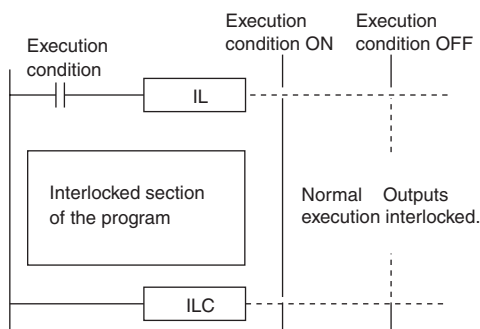 Execution
condition
Execution
condition ON
Execution
condition OFF
IL
Interlocked section
of the program
Normal
execution
Outputs
interlocked.
ILC